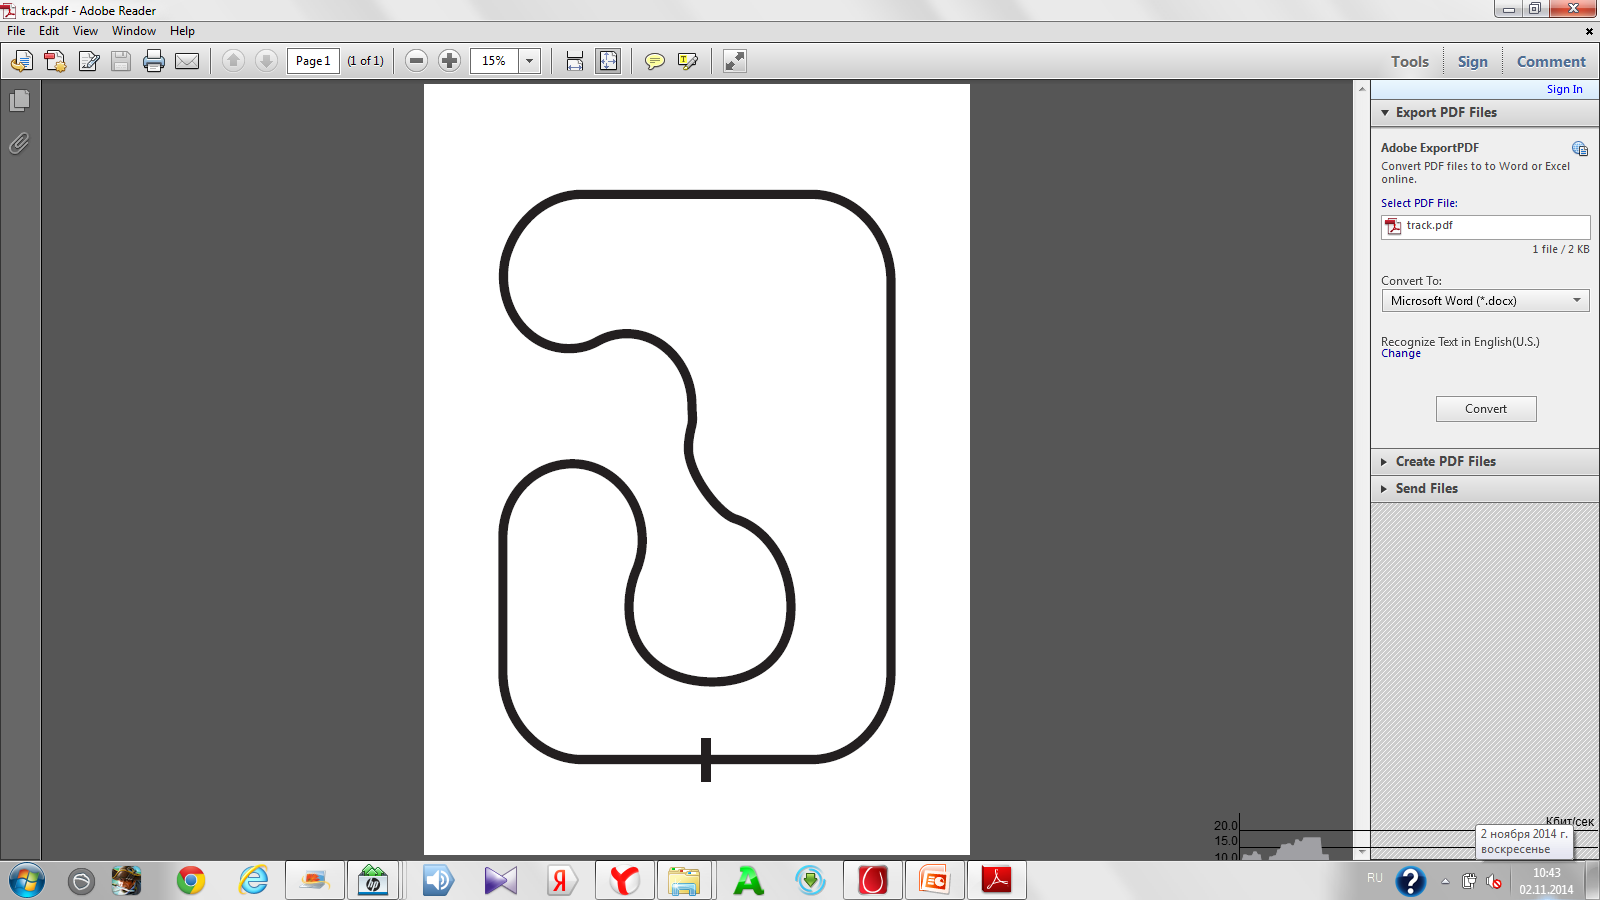 track.pdf - Adobe Reader
File Edit View Window Help
Page 1 (1 of 1) 15% Tools Sign Comment
Sign In
Export PDF Files
Adobe ExportPDF
Convert PDF files to to Word or Excel
online.
Select PDF File:
track.pdf
1 file / 2 KB
Convert To:
Microsoft Word (*.docx)
Recognize Text in English(U.S.)
Change
Convert
Create PDF Files
Send Files
20.0
15.0
10.0
Кбит/сек
2 ноября 2014 г.
воскресенье
RU
10:43
02.11.2014